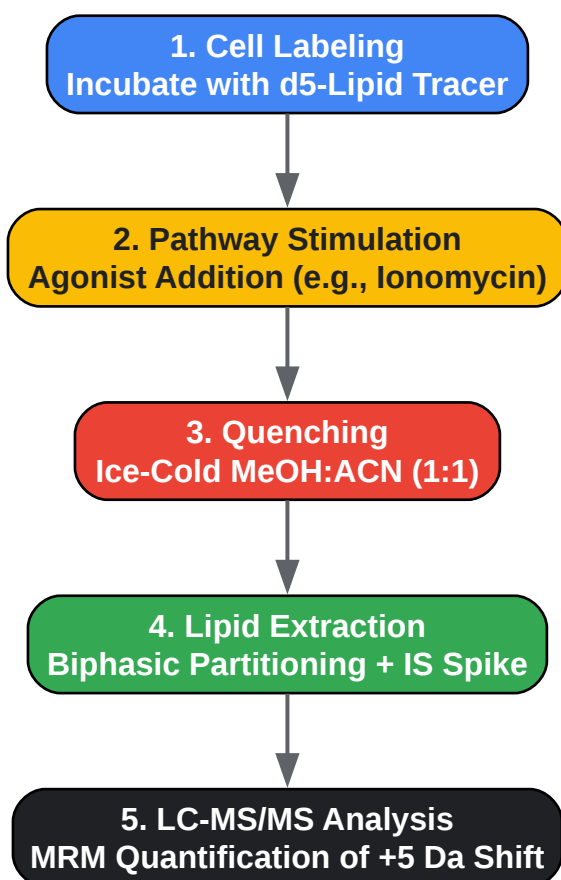 1. Cell Labeling
Incubate with d5-Lipid Tracer
2. Pathway Stimulation
Agonist Addition (e.g., Ionomycin)
3. Quenching
Ice-Cold MeOH:ACN (1:1)
4. Lipid Extraction
Biphasic Partitioning + IS Spike
5. LC-MS/MS Analysis
MRM Quantification of +5 Da Shift